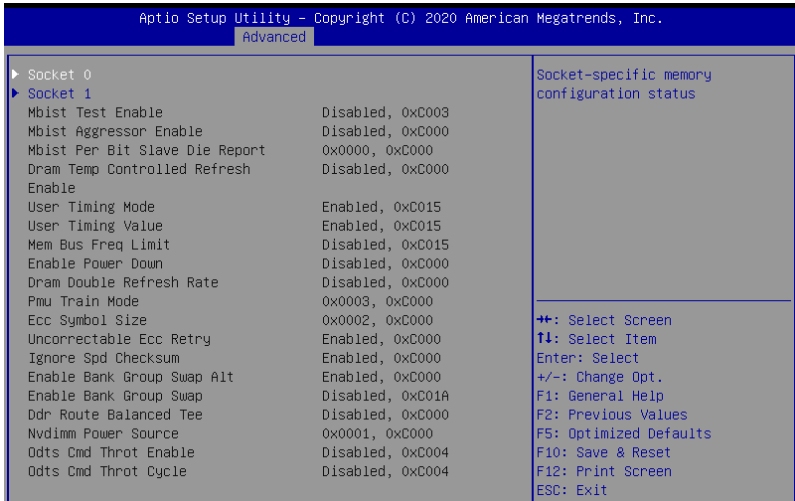 Aptio Setup Utility – Copyright (C) 2020 American Megatrends, Inc.
Advanced
Socket 0
Socket 1
Mbist Test Enable Disabled, 0xC003
Mbist Aggressor Enable Disabled, 0xC000
Mbist Per Bit Slave Die Report 0x0000, 0xC000
Dram Temp Controlled Refresh Disabled, 0xC000
Enable
User Timing Mode Enabled, 0xC015
User Timing Value Enabled, 0xC015
Mem Bus Freq Limit Disabled, 0xC015
Enable Power Down Disabled, 0xC000
Dram Double Refresh Rate Disabled, 0xC000
Pmu Train Mode 0x0003, 0xC000
Ecc Symbol Size 0x0002, 0xC000
Uncorrectable Ecc Retry Enabled, 0xC000
Ignore Spd Checksum Enabled, 0xC000
Enable Bank Group Swap Alt Enabled, 0xC000
Enable Bank Group Swap Disabled, 0xC01A
Ddr Route Balanced Tee Disabled, 0xC000
Nvdimm Power Source 0x0001, 0xC000
Odts Cmd Throt Enable Disabled, 0xC004
Odts Cmd Throt Cycle Disabled, 0xC004
Socket-specific memory
configuration status
→←: Select Screen
↑↓: Select Item
Enter: Select
+/-: Change Opt.
F1: General Help
F2: Previous Values
F5: Optimized Defaults
F10: Save & Reset
F12: Print Screen
ESC: Exit